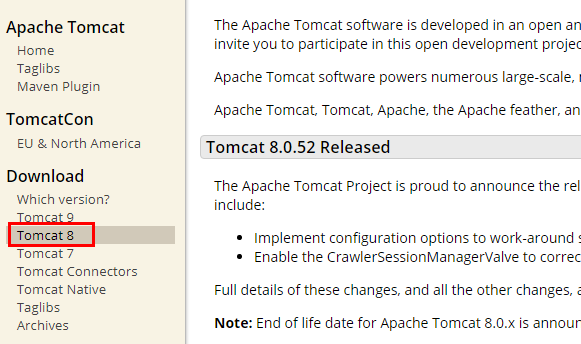 Apache Tomcat
Home
Taglibs
Maven Plugin
TomcatCon
EU & North America
Download
Which version?
Tomcat 9
Tomcat 8
Tomcat 7
Tomcat Connectors
Tomcat Native
Taglibs
Archives
The Apache Tomcat software is developed in an open an
invite you to participate in this open development projec
Apache Tomcat software powers numerous large-scale,
Apache Tomcat, Tomcat, Apache, the Apache feather, an
Tomcat 8.0.52 Released
The Apache Tomcat Project is proud to announce the rel
include:
• Implement configuration options to work-around s
• Enable the CrawlerSessionManagerValve to correc
Full details of these changes, and all the other changes, a
Note: End of life date for Apache Tomcat 8.0.x is announ